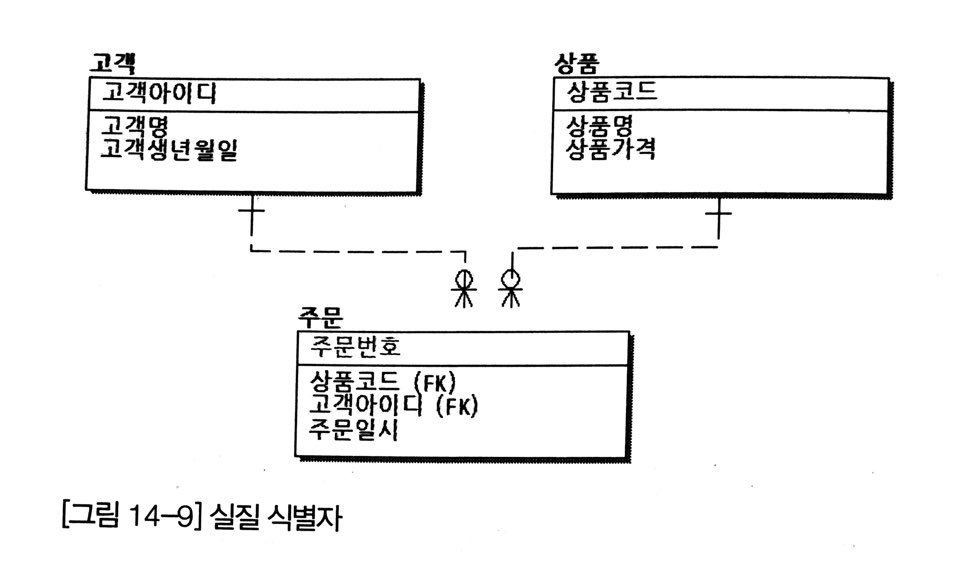 고객
고객아이디
고객명
고객생년월일
상품
상품코드
상품명
상품가격
주문
주문번호
상품코드 (FK)
고객아이디 (FK)
주문일시
[그림 14-9] 실질 식별자